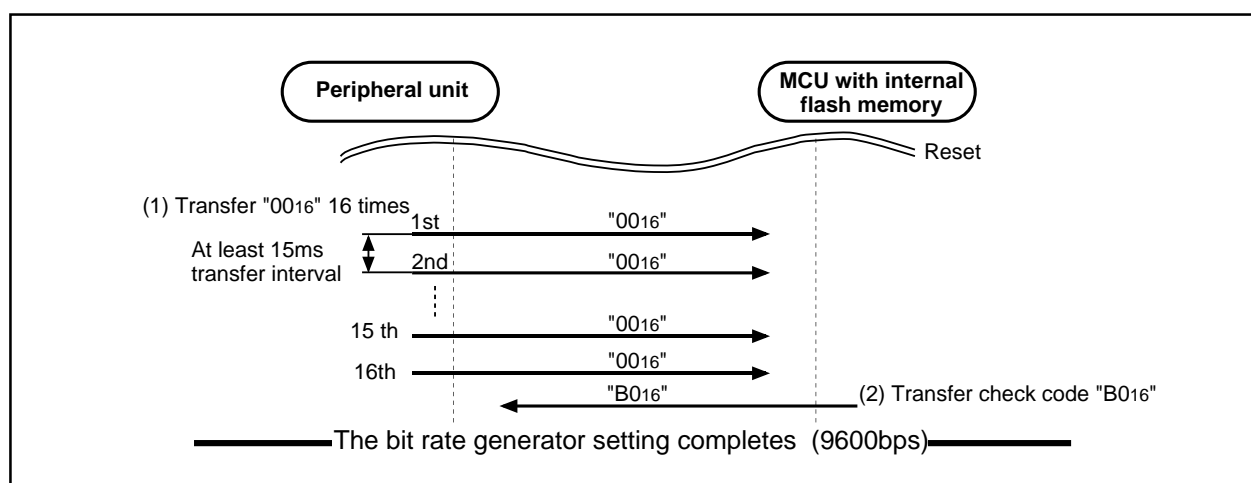 Peripheral unit
MCU with internal
flash memory
Reset
(1) Transfer "0016" 16 times
1st
"0016"
At least 15ms
transfer interval
2nd
"0016"
15 th
"0016"
16th
"0016"
"B016"
(2) Transfer check code "B016"
The bit rate generator setting completes (9600bps)